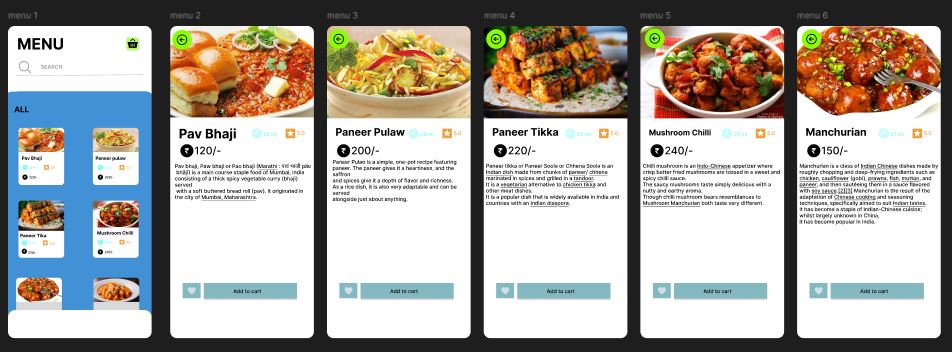 menu 1
MENU
SEARCH
ALL
Pav Bhaji
120/-
Paneer pulaw
200/-
Paneer Tikka
220/-
Mushroom Chilli
240/-
menu 2
Pav Bhaji
5.0
120/-
Pav bhaji, Paw bhaji or Pao bhaji (Marathi : पाव भाजी pāo
bhājī) is a main course staple food of Mumbai, India
consisting of a thick spicy vegetable curry (bhaji)
served
with a soft buttered bread roll (pav). It originated in
the city of Mumbai, Maharashtra.
Add to cart
menu 3
Paneer Pulaw
25 mi
5.0
200/-
Paneer Pulao is a simple, one-pot recipe featuring
paneer. The paneer gives it a heartiness, and the
saffron
and spices give it a depth of flavor and richness.
As a rice dish, it is also very adaptable and can be
served
alongside just about anything.
Add to cart
menu 4
Paneer Tikka
5.0
220/-
Paneer tikka or Paneer Soola or Chhena Soola is an
Indian dish made from chunks of paneer/ chhena
marinated in spices and grilled in a tandoor.
It is a vegetarian alternative to chicken tikka and
other meat dishes.
It is a popular dish that is widely available in India and
countries with an Indian diaspora.
Add to cart
menu 5
Mushroom Chilli
5.0
240/-
Chilli mushroom is an Indo-Chinese appetizer where
crisp batter fried mushrooms are tossed in a sweet and
spicy chilli sauce.
The saucy mushrooms taste simply delicious with a
nutty and earthy aroma.
Though chilli mushroom bears resemblances to
Mushroom Manchurian both taste very different.
Add to cart
menu 6
Manchurian
5.0
150/-
Manchurian is a class of Indian Chinese dishes made by
roughly chopping and deep-frying ingredients such as
chicken, cauliflower (gobi), prawns, fish, mutton, and
paneer, and then sautéeing them in a sauce flavored
with soy sauce.[2][3] Manchurian is the result of the
adaptation of Chinese cooking and seasoning
techniques, specifically aimed to suit Indian tastes.
It has become a staple of Indian-Chinese cuisine;
whilst largely unknown in China,
it has become popular in India.
Add to cart